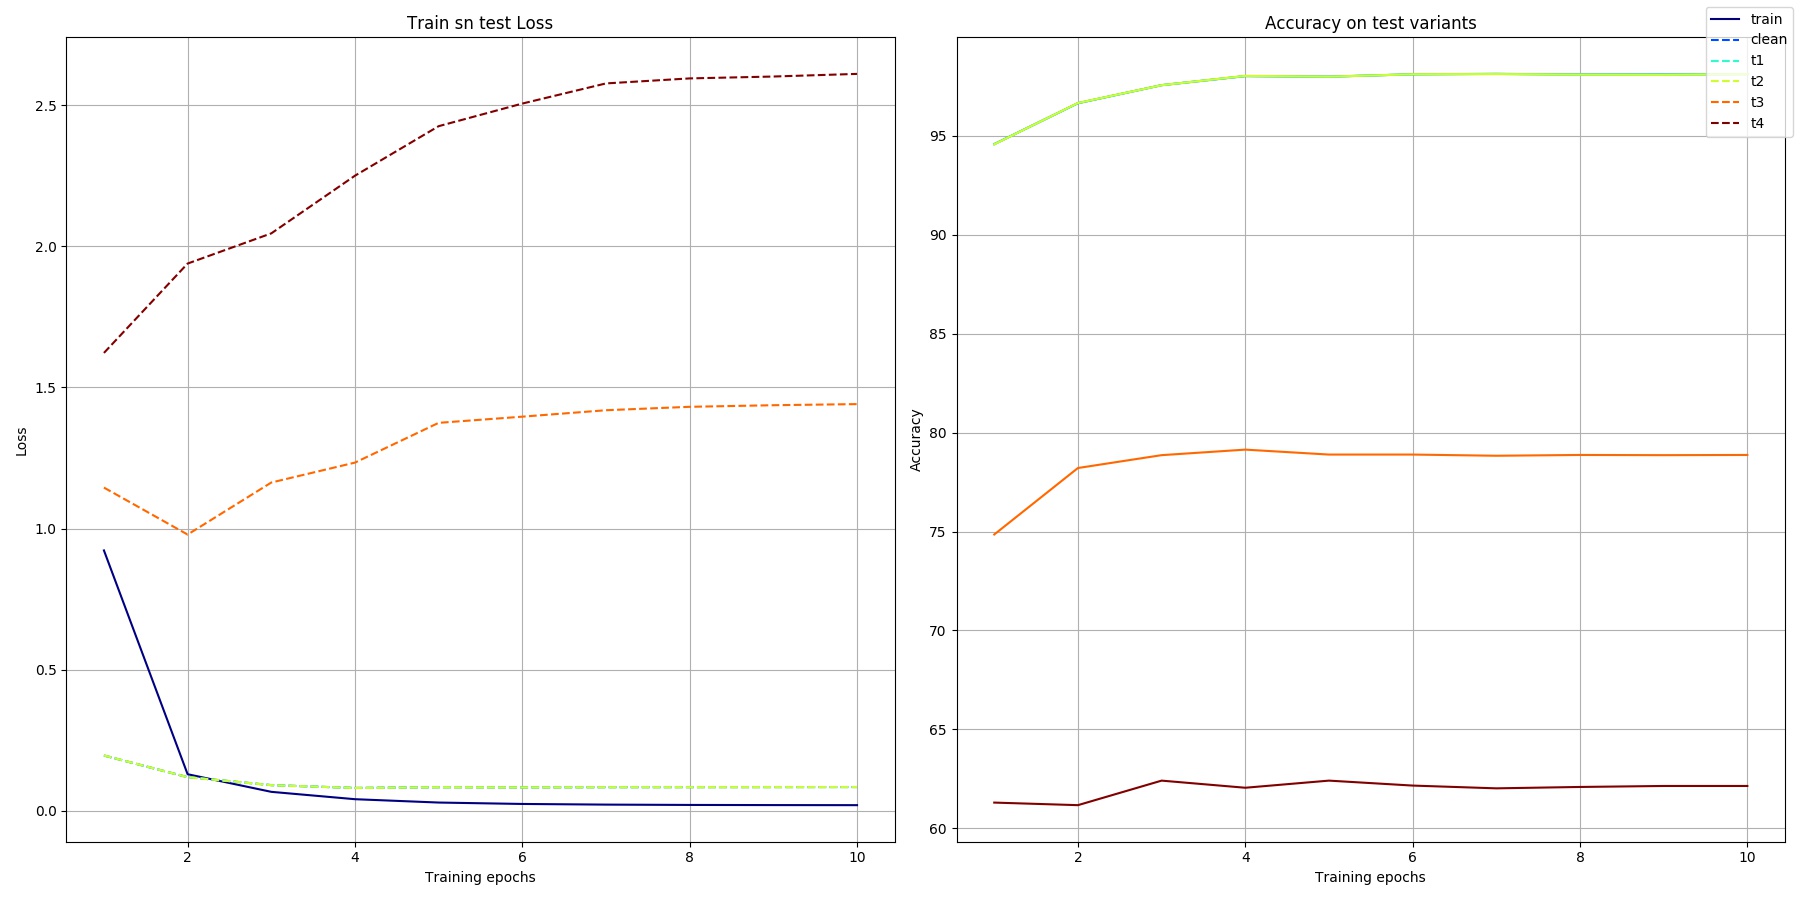 Train sn test Loss
2.5
2.0
1.5
1.0
0.5
0.0
Loss
2 4 6 8 10
Training epochs
Accuracy on test variants
95
90
85
80
75
70
65
60
Accuracy
2 4 6 8 10
Training epochs
train
clean
t1
t2
t3
t4